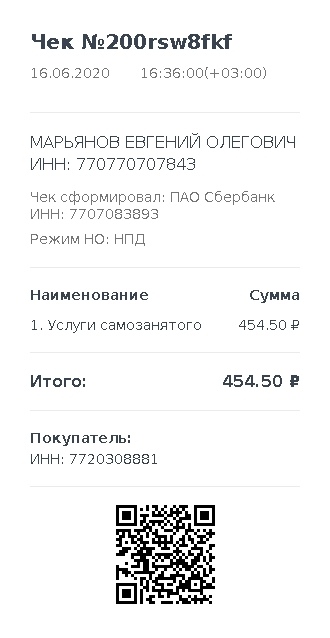 Чек №200rsw8fkf
16.06.2020 16:36:00(+03:00)
МАРЬЯНОВ ЕВГЕНИЙ ОЛЕГОВИЧ
ИНН: 770770707843
Чек сформировал: ПАО Сбербанк
ИНН: 7707083893
Режим НО: НПД
Наименование Сумма
1. Услуги самозанятого 454.50 ₽
Итого: 454.50 ₽
Покупатель:
ИНН: 7720308881